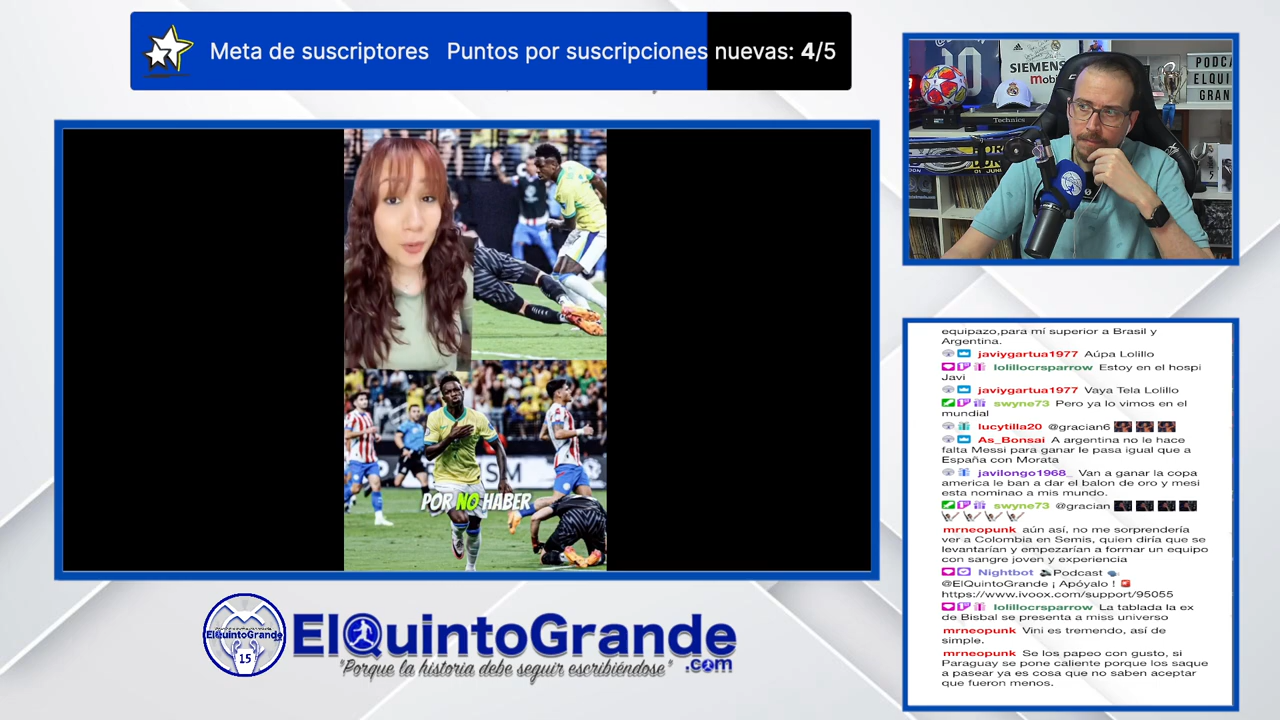 Meta de suscriptores Puntos por suscripciones nuevas: 4/5
SIEMENS
mobi
Technics
PODCA
ELQUI
GRAN
10
POR NO HABER
equipazo,para mí superior a Brasil y
Argentina.
javiygartua1977 Aúpa Lolillo
lolillocrsparrow Estoy en el hospi
Javi
javiygartua1977 Vaya Tela Lolillo
swyne73 Pero ya lo vimos en el
mundial
lucytilla20 @gracian6
As_Bonsai A argentina no le hace
falta Messi para ganar le pasa igual que a
España con Morata
javilongo1968_ Van a ganar la copa
america le ban a dar el balon de oro y mesi
esta nominao a mis mundo.
swyne73 @gracian
mrneopunk aún así, no me sorprendería
ver a Colombia en Semis, quien diría que se
levantarían y empezarían a formar un equipo
con sangre joven y experiencia
Nightbot Podcast
@ElQuintoGrande ¡ Apóyalo !
https://www.ivoox.com/support/95055
lolillocrsparrow La tablada la ex
de Bisbal se presenta a miss universo
mrneopunk Vini es tremendo, así de
simple.
mrneopunk Se los papeo con gusto, si
Paraguay se pone caliente porque los saque
a pasear ya es cosa que no saben aceptar
que fueron menos.
ElQuintoGrande
15
ElQuintoGrande
.com
"Porque la historia debe seguir escribiéndose"